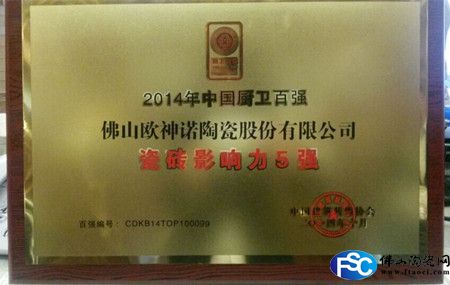 2014年中国厨卫百强
佛山欧神诺陶瓷股份有限公司
瓷砖影响力5强
百强编号：CDKB14TOP100099
FSC 佛山陶瓷网
www.fstaoci.com